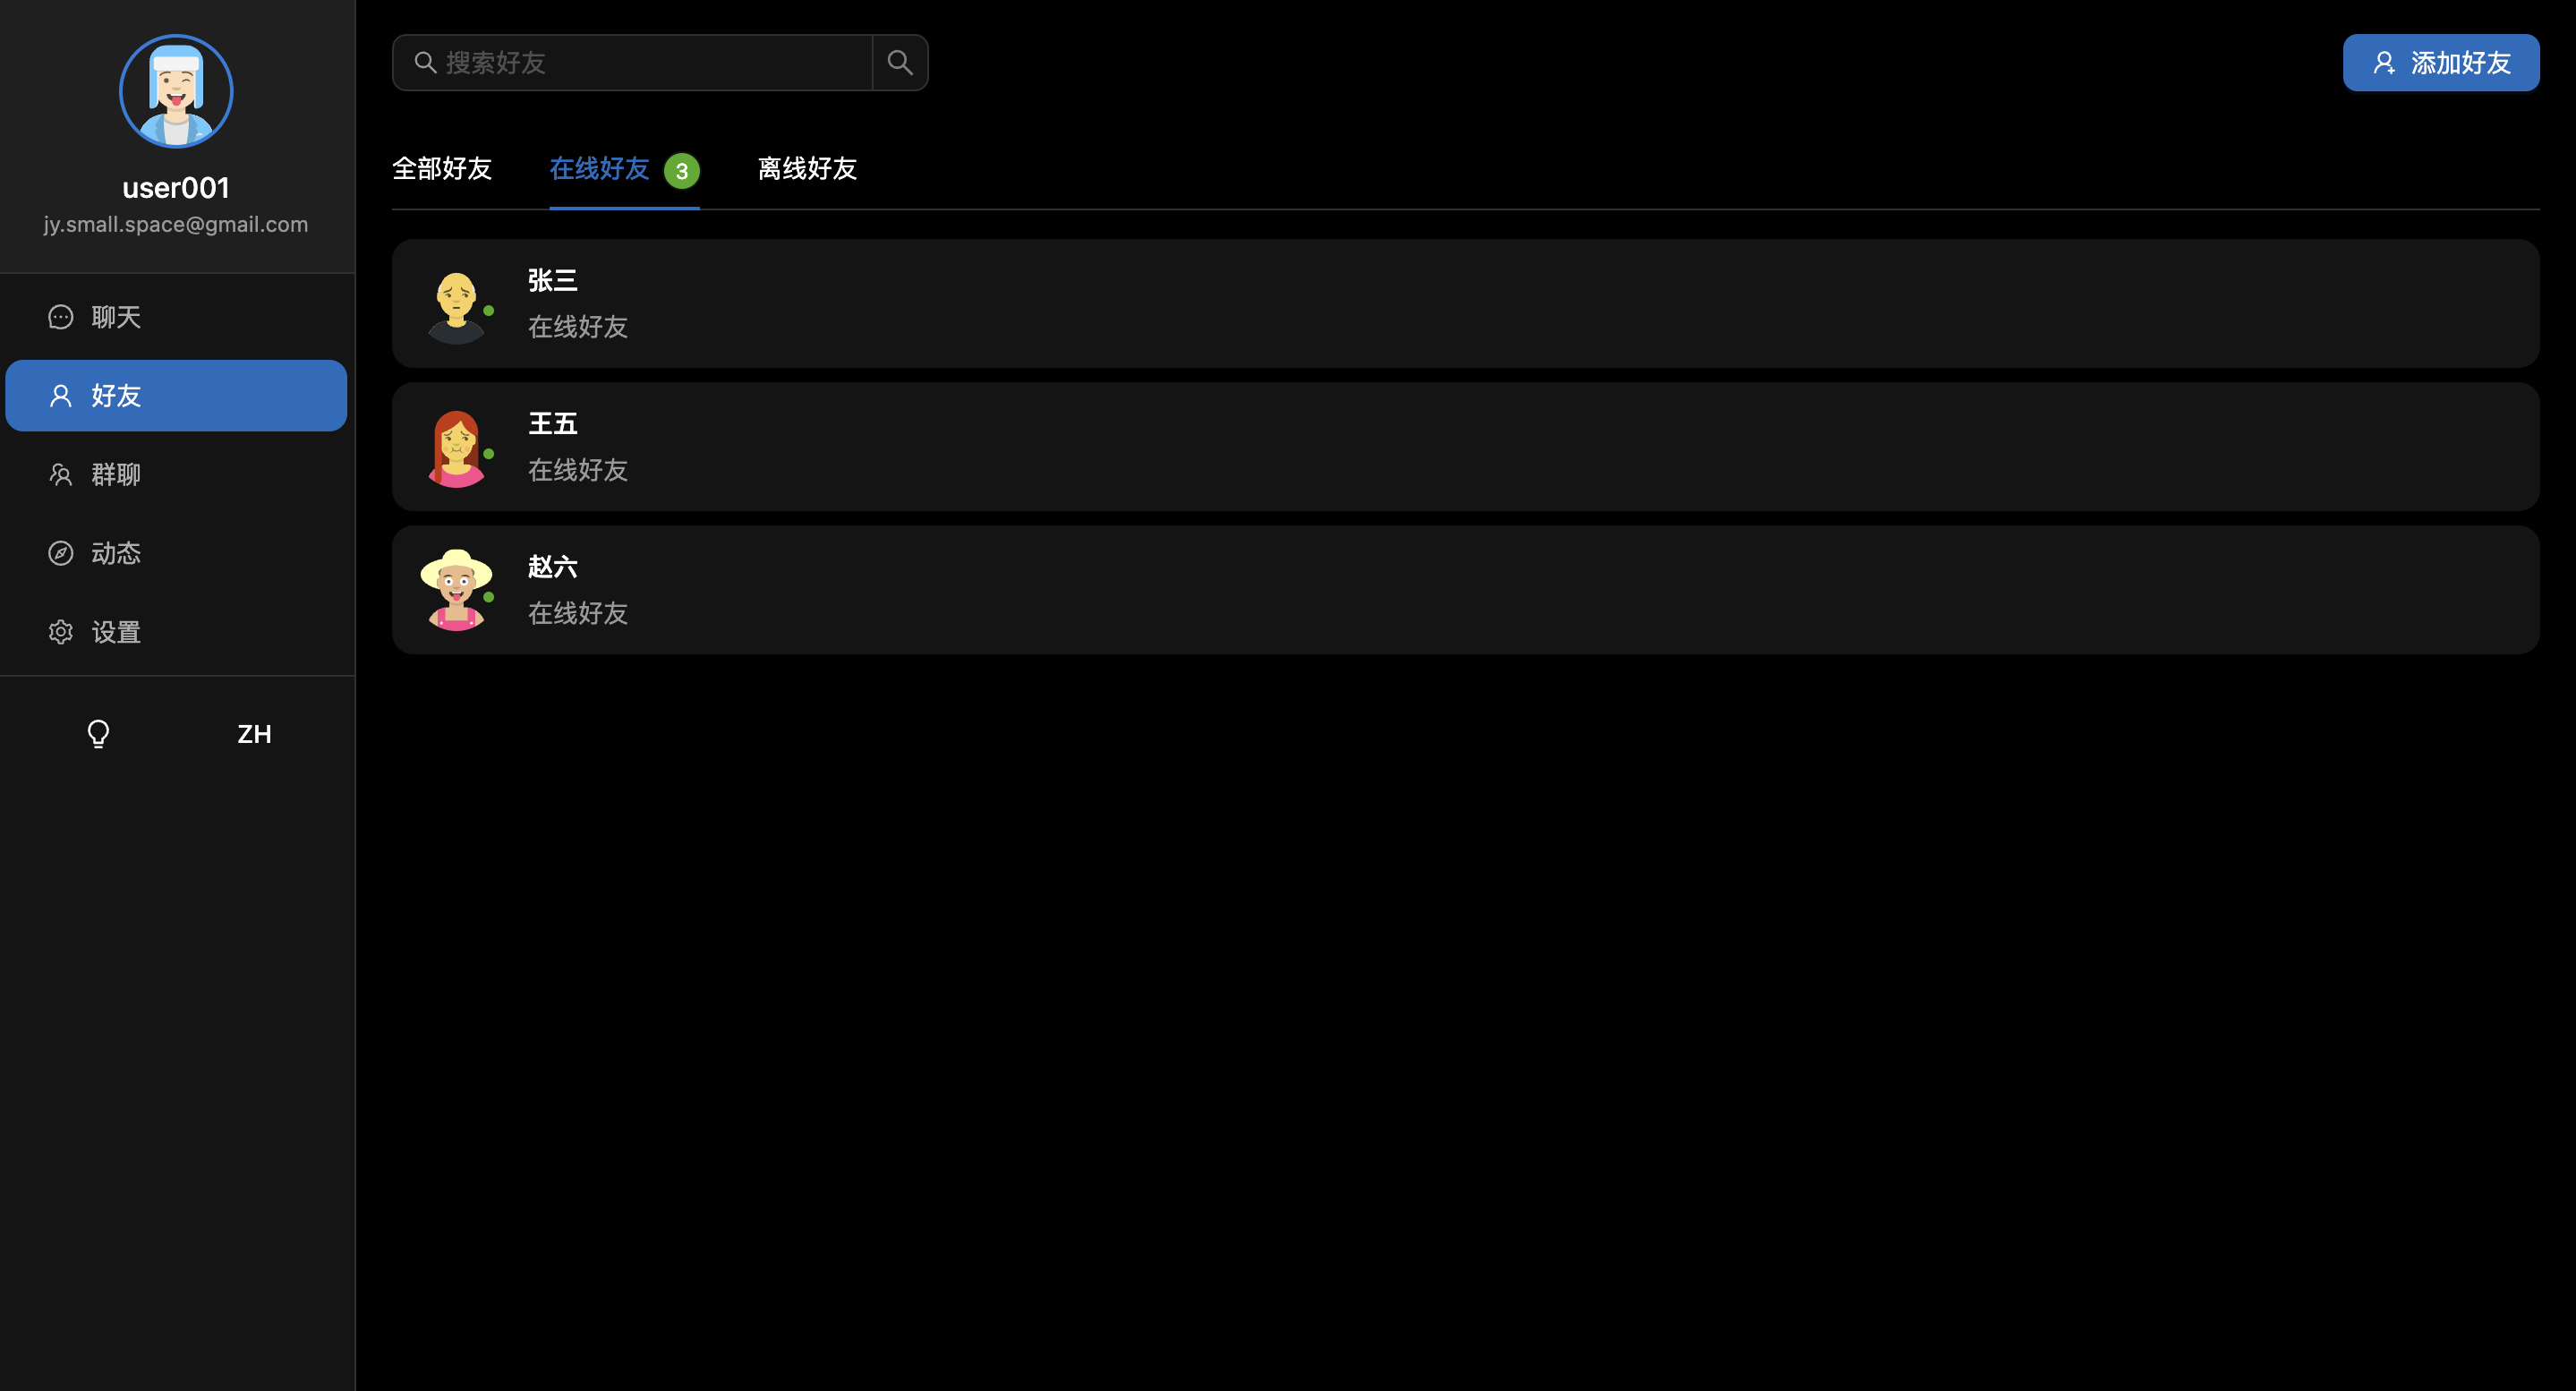 user001
jy.small.space@gmail.com
聊天
好友
群聊
动态
设置
ZH
搜索好友
添加好友
全部好友 在线好友 3 离线好友
张三
在线好友
王五
在线好友
赵六
在线好友